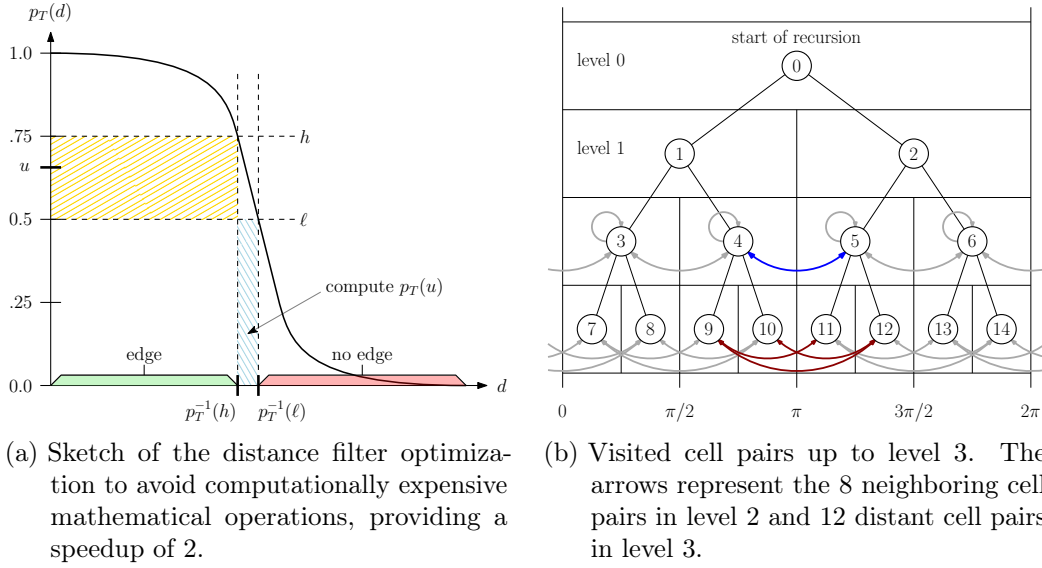 p_T(d)
1.0
.75
u
0.5
.25
0.0
h
ℓ
compute p_T(u)
edge
no edge
d
p_T^{-1}(h)
p_T^{-1}(ℓ)
(a) Sketch of the distance filter optimiza-
tion to avoid computationally expensive
mathematical operations, providing a
speedup of 2.
start of recursion
level 0
0
level 1
1
2
3
4
5
6
7
8
9
10
11
12
13
14
0
π/2
π
3π/2
2π
(b) Visited cell pairs up to level 3. The
arrows represent the 8 neighboring cell
pairs in level 2 and 12 distant cell pairs
in level 3.